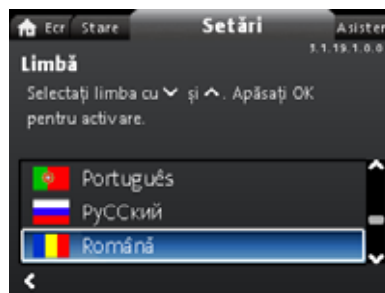 Ecr Stare Setări Asister
3.1.19.1.0.0
Limbă
Selectați limba cu și . Apăsați OK
pentru activare.
Português
РуССкий
Română